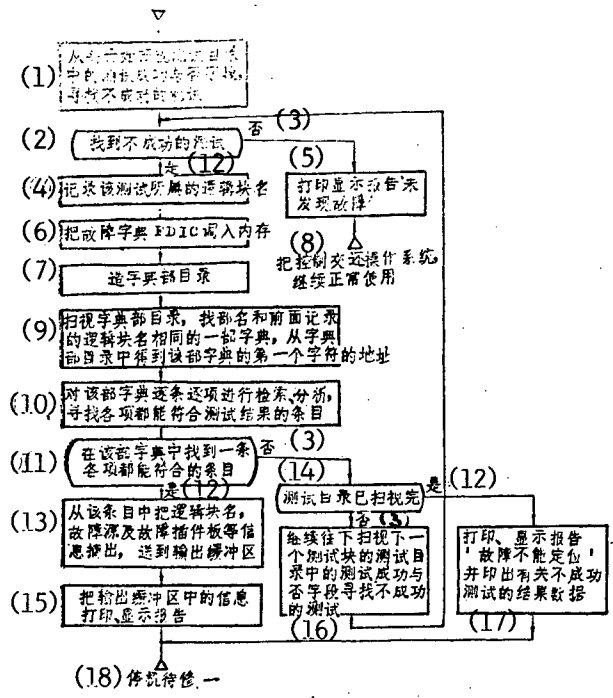 (1)
从
目录
中的测试成功与否字段,
寻找不成功的测试
(2)
找到不成功的测试
否
(3)
是
(12)
(4)
记录该测试所属的逻辑块名
(5)
打印显示报告'未
发现故障'
(6)
把故障字典FDIC调入内存
(7)
造字典部目录
(8)
把控制交还操作系统,
继续正常使用
(9)
扫视字典部目录, 找部名和前面记录
的逻辑块名相同的一部字典, 从字典
部目录中得到该部字典的第一个字符的地址
(10)
对该部字典逐条逐项进行检索、分析,
寻找各项都能符合测试结果的条目
(11)
在该部字典中找到一条
各项都能符合的条目
否
(3)
是
(12)
(14)
测试目录已扫视完
是
(12)
否
(3)
(13)
从该条目中把逻辑块名,
故障源及故障插件板等信
息摘出, 送到输出缓冲区
继续往下扫视下一
个测试块的测试目
录中的测试成功与
否字段寻找不成功
的测试
(16)
打印、显示报告
'故障不能定位'
并印出有关不成功
测试的结果数据
(17)
(15)
把输出缓冲区中的信息
打印、显示报告
(18)
停机待修